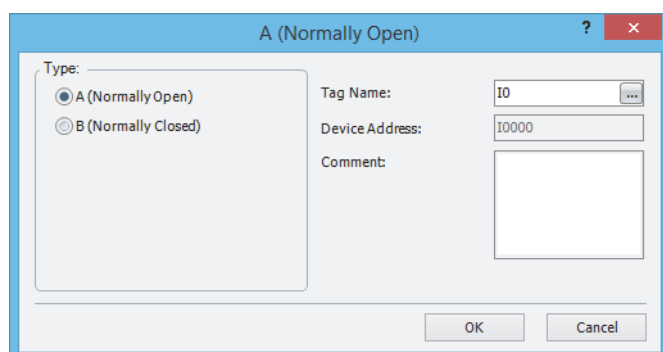 A (Normally Open)
?
×
Type:
A (Normally Open)
B (Normally Closed)
Tag Name:
I0
...
Device Address:
I0000
Comment:
OK
Cancel